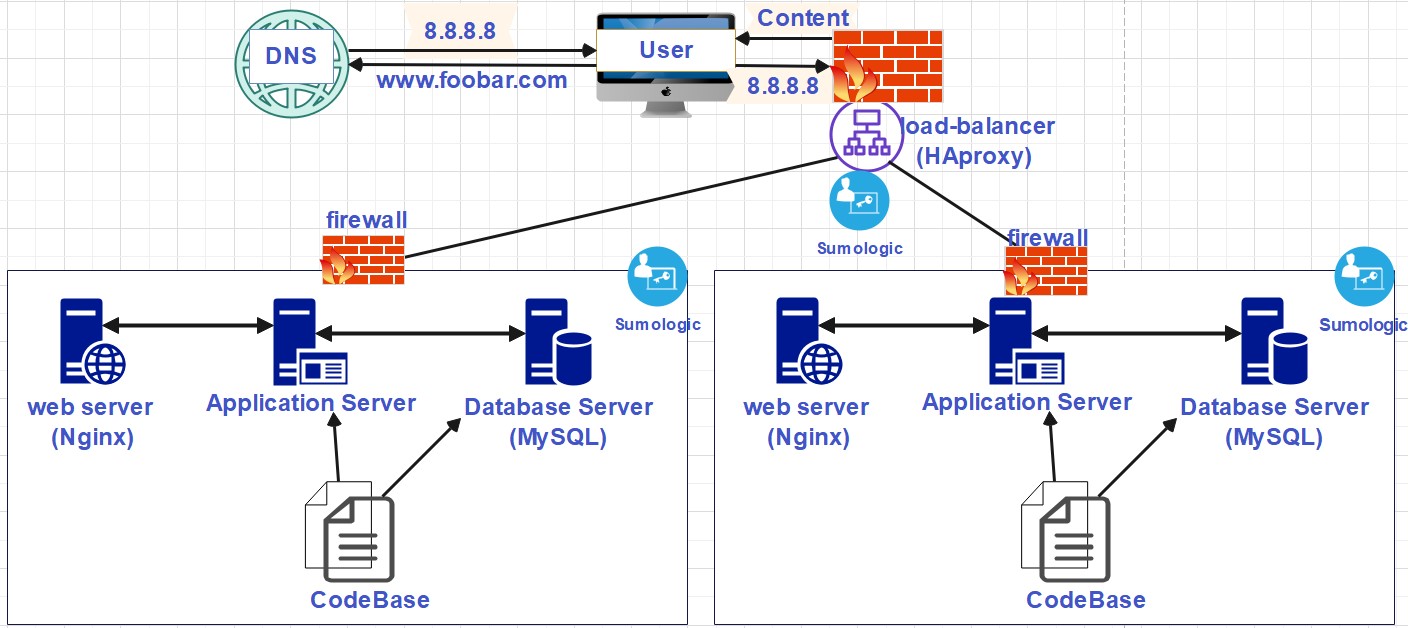 DNS
8.8.8.8
www.foobar.com
User
Content
8.8.8.8
load-balancer
(HAproxy)
Sumologic
firewall
firewall
Sumologic
Sumologic
web server
(Nginx)
Application Server
Database Server
(MySQL)
CodeBase
web server
(Nginx)
Application Server
Database Server
(MySQL)
CodeBase